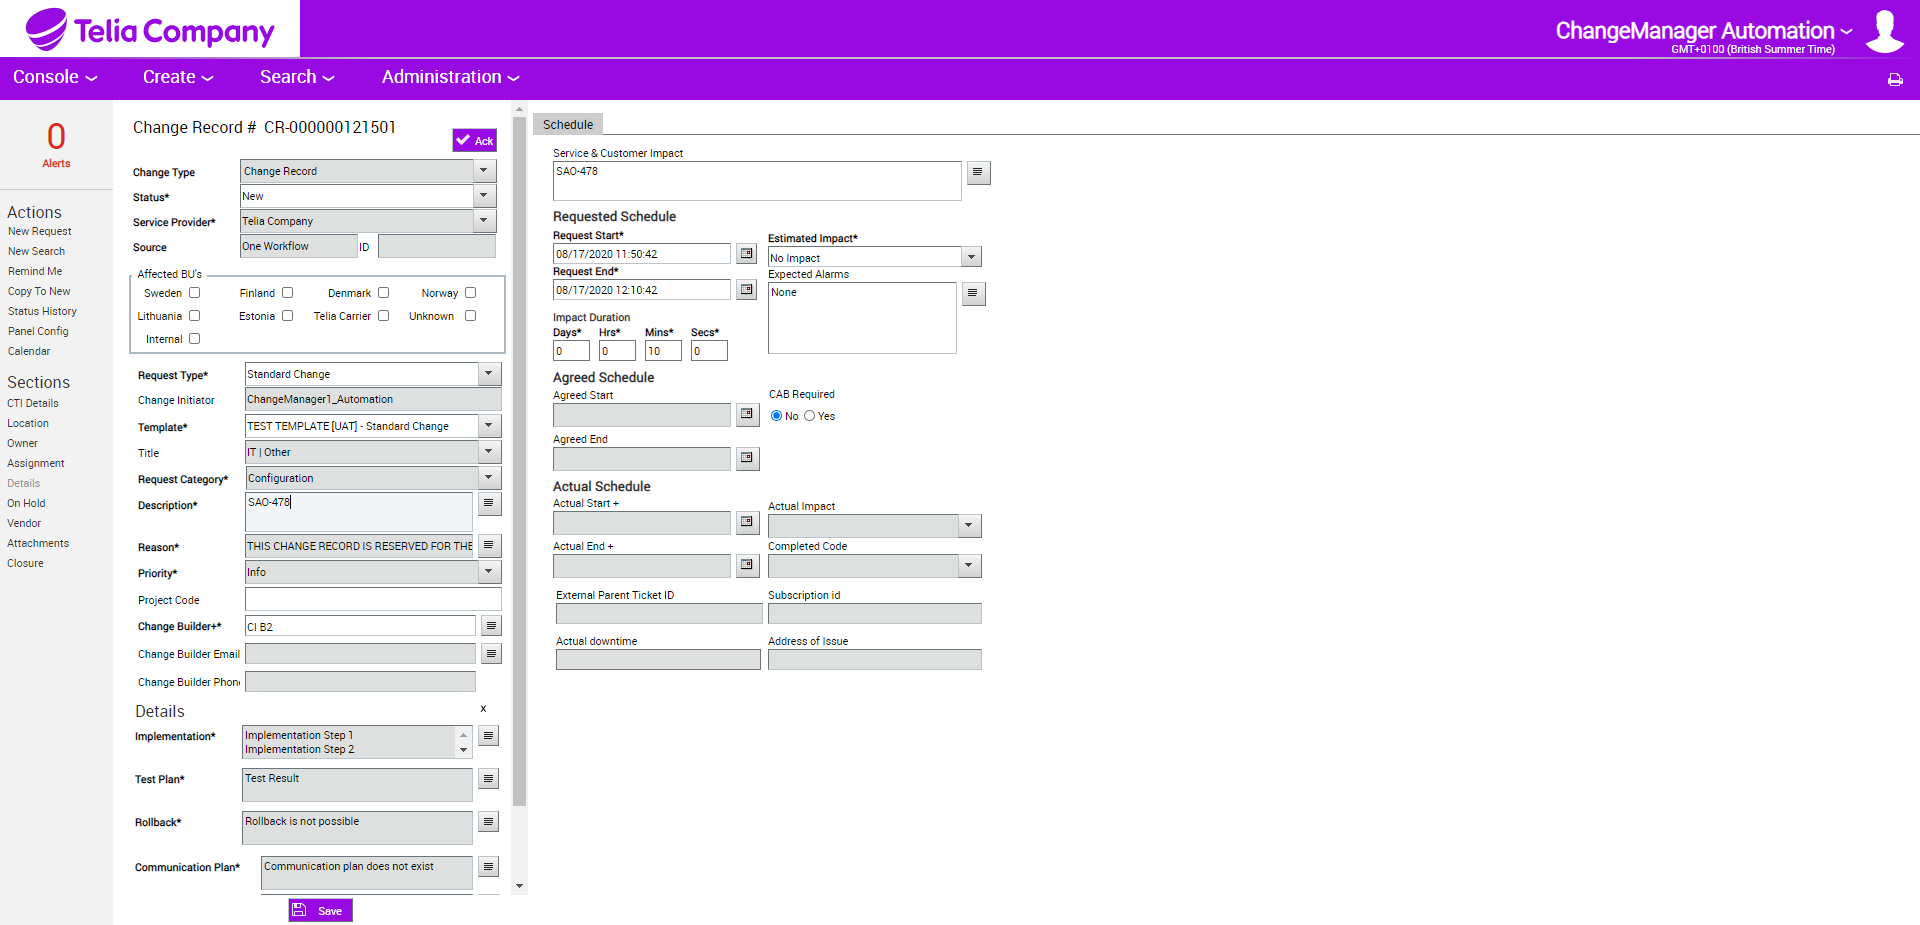 Telia Company
ChangeManager Automation
GMT+0100 (British Summer Time)
Console
Create
Search
Administration
0
Alerts
Actions
New Request
New Search
Remind Me
Copy To New
Status History
Panel Config
Calendar
Sections
CTI Details
Location
Owner
Assignment
Details
On Hold
Vendor
Attachments
Closure
Change Record # CR-000000121501
Ack
Change Type Change Record
Status* New
Service Provider* Telia Company
Source One Workflow ID
Affected BU's
Sweden Finland Denmark Norway
Lithuania Estonia Telia Carrier Unknown
Internal
Request Type* Standard Change
Change Initiator ChangeManager1_Automation
Template* TEST TEMPLATE [UAT] - Standard Change
Title IT | Other
Request Category* Configuration
Description* SAO-478
Reason* THIS CHANGE RECORD IS RESERVED FOR THE
Priority* Info
Project Code
Change Builder+* CI B2
Change Builder Email
Change Builder Phon
Details x
Implementation* Implementation Step 1
Implementation Step 2
Test Plan* Test Result
Rollback* Rollback is not possible
Communication Plan* Communication plan does not exist
Save
Schedule
Service & Customer Impact
SAO-478
Requested Schedule
Request Start* Estimated Impact*
08/17/2020 11:50:42 No Impact
Request End* Expected Alarms
08/17/2020 12:10:42 None
Impact Duration
Days* Hrs* Mins* Secs*
0 0 10 0
Agreed Schedule
Agreed Start CAB Required
No Yes
Agreed End
Actual Schedule
Actual Start + Actual Impact
Actual End + Completed Code
External Parent Ticket ID Subscription id
Actual downtime Address of Issue